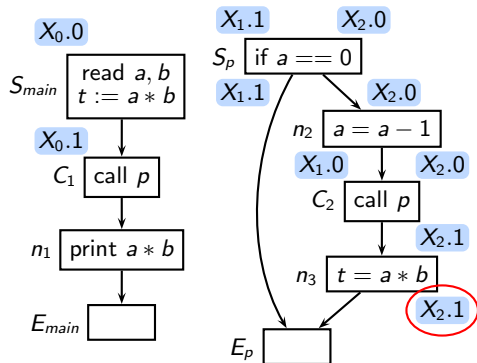 X₀.0
S_main
read a, b
t := a ∗ b
X₀.1
C₁ call p
n₁ print a ∗ b
E_main
X₁.1 X₂.0
S_p if a == 0
X₁.1 X₂.0
n₂ a = a − 1
X₁.0 X₂.0
C₂ call p
X₂.1
n₃ t = a ∗ b
X₂.1
E_p